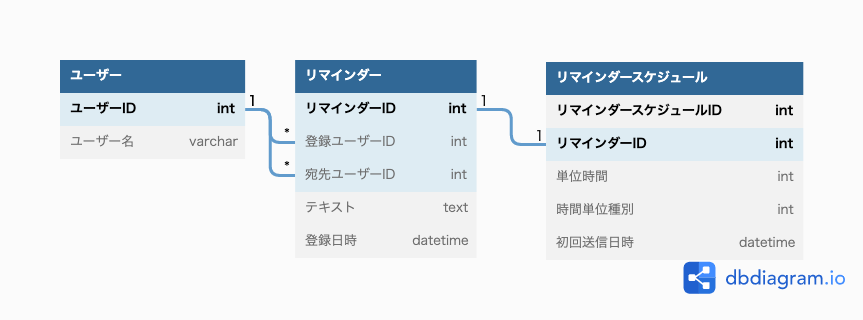 ユーザー
ユーザーID int
ユーザー名 varchar
1
*
*
リマインダー
リマインダーID int
登録ユーザーID int
宛先ユーザーID int
テキスト text
登録日時 datetime
1
1
リマインダースケジュール
リマインダースケジュールID int
リマインダーID int
単位時間 int
時間単位種別 int
初回送信日時 datetime
dbdiagram.io